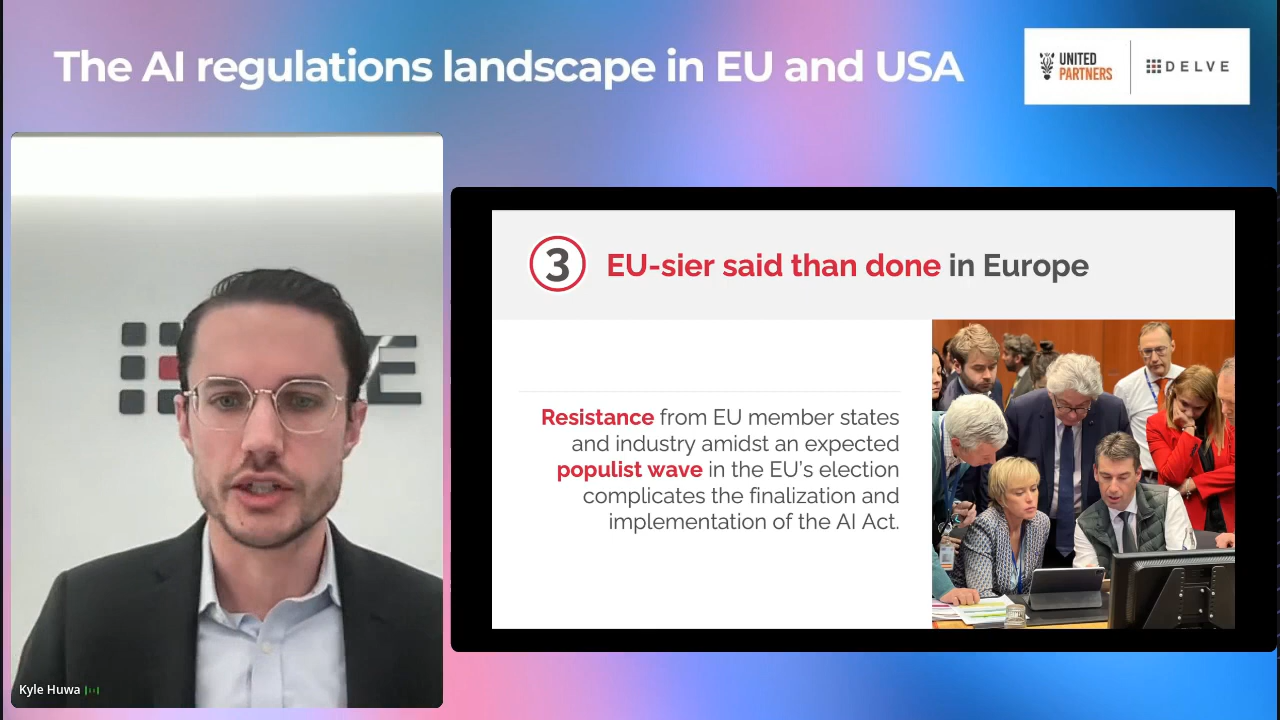 The AI regulations landscape in EU and USA
UNITED
PARTNERS
DELVE
VE
Kyle Huwa
3
EU-sier said than done in Europe
Resistance from EU member states
and industry amidst an expected
populist wave in the EU's election
complicates the finalization and
implementation of the AI Act.